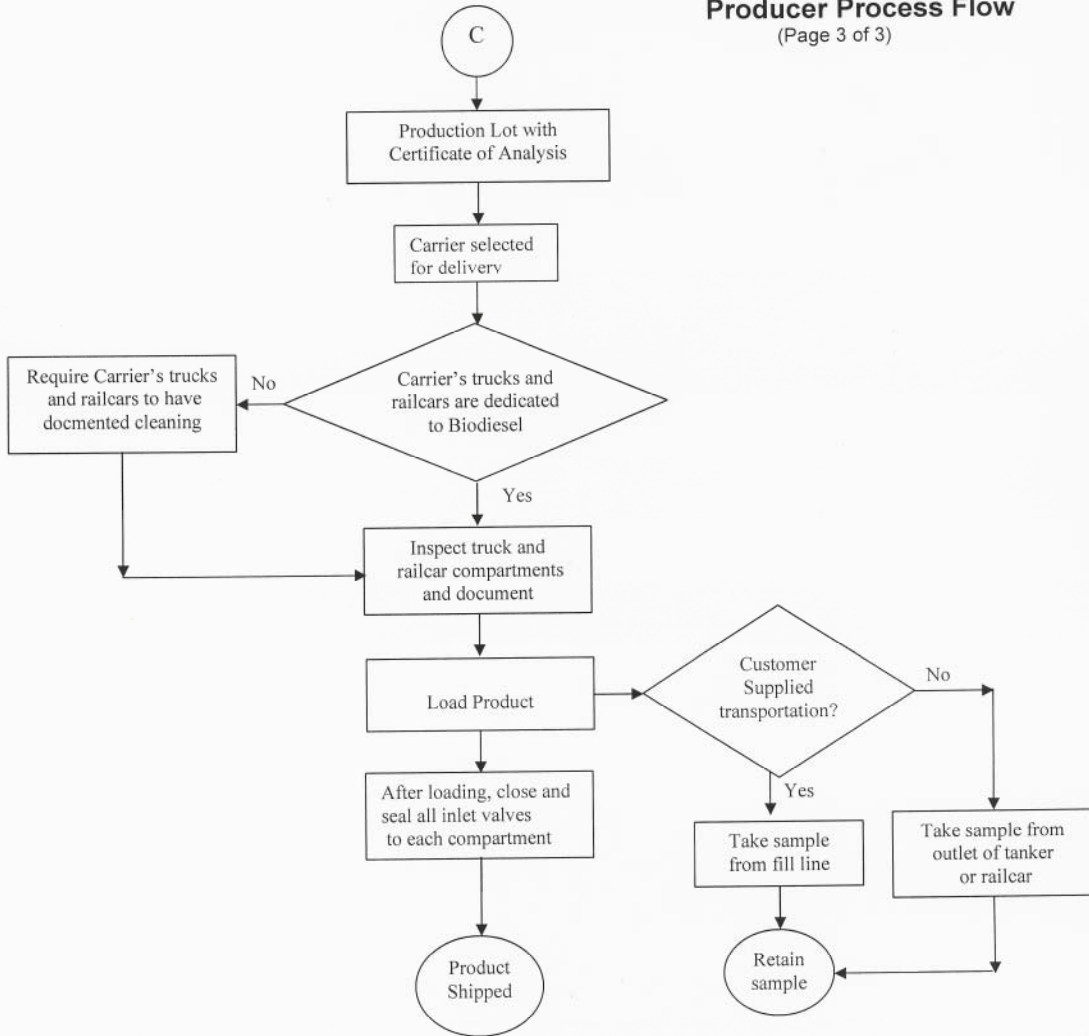 Producer Process Flow
(Page 3 of 3)
C
Production Lot with
Certificate of Analysis
Carrier selected
for delivery
Carrier's trucks and
railcars are dedicated
to Biodiesel
No
Require Carrier's trucks
and railcars to have
docmented cleaning
Yes
Inspect truck and
railcar compartments
and document
Load Product
Customer
Supplied
transportation?
No
Yes
After loading, close and
seal all inlet valves
to each compartment
Take sample
from fill line
Take sample from
outlet of tanker
or railcar
Product
Shipped
Retain
sample